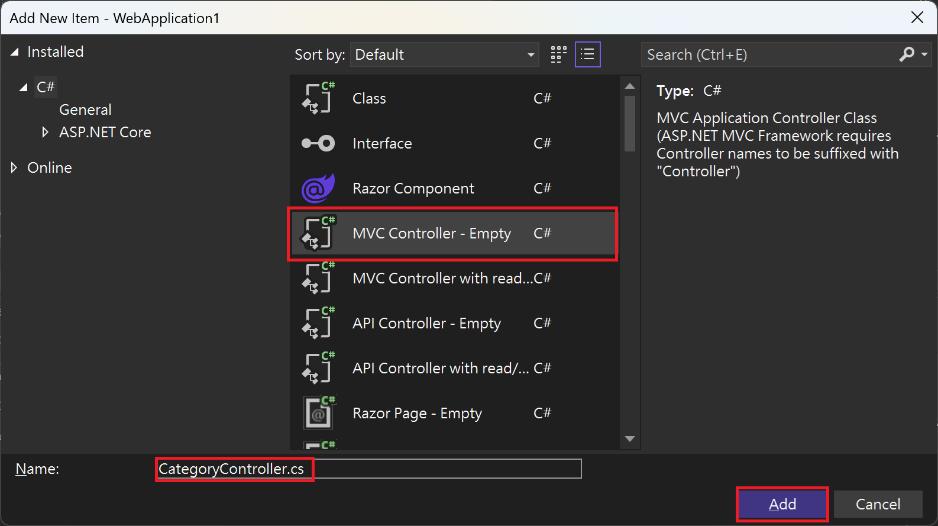 Add New Item - WebApplication1
Installed
C#
General
ASP.NET Core
Online
Sort by: Default
Search (Ctrl+E)
Class C#
Interface C#
Razor Component C#
MVC Controller - Empty C#
MVC Controller with read... C#
API Controller - Empty C#
API Controller with read/... C#
Razor Page - Empty C#
Type: C#
MVC Application Controller Class
(ASP.NET MVC Framework requires
Controller names to be suffixed with
"Controller")
Name: CategoryController.cs
Add Cancel